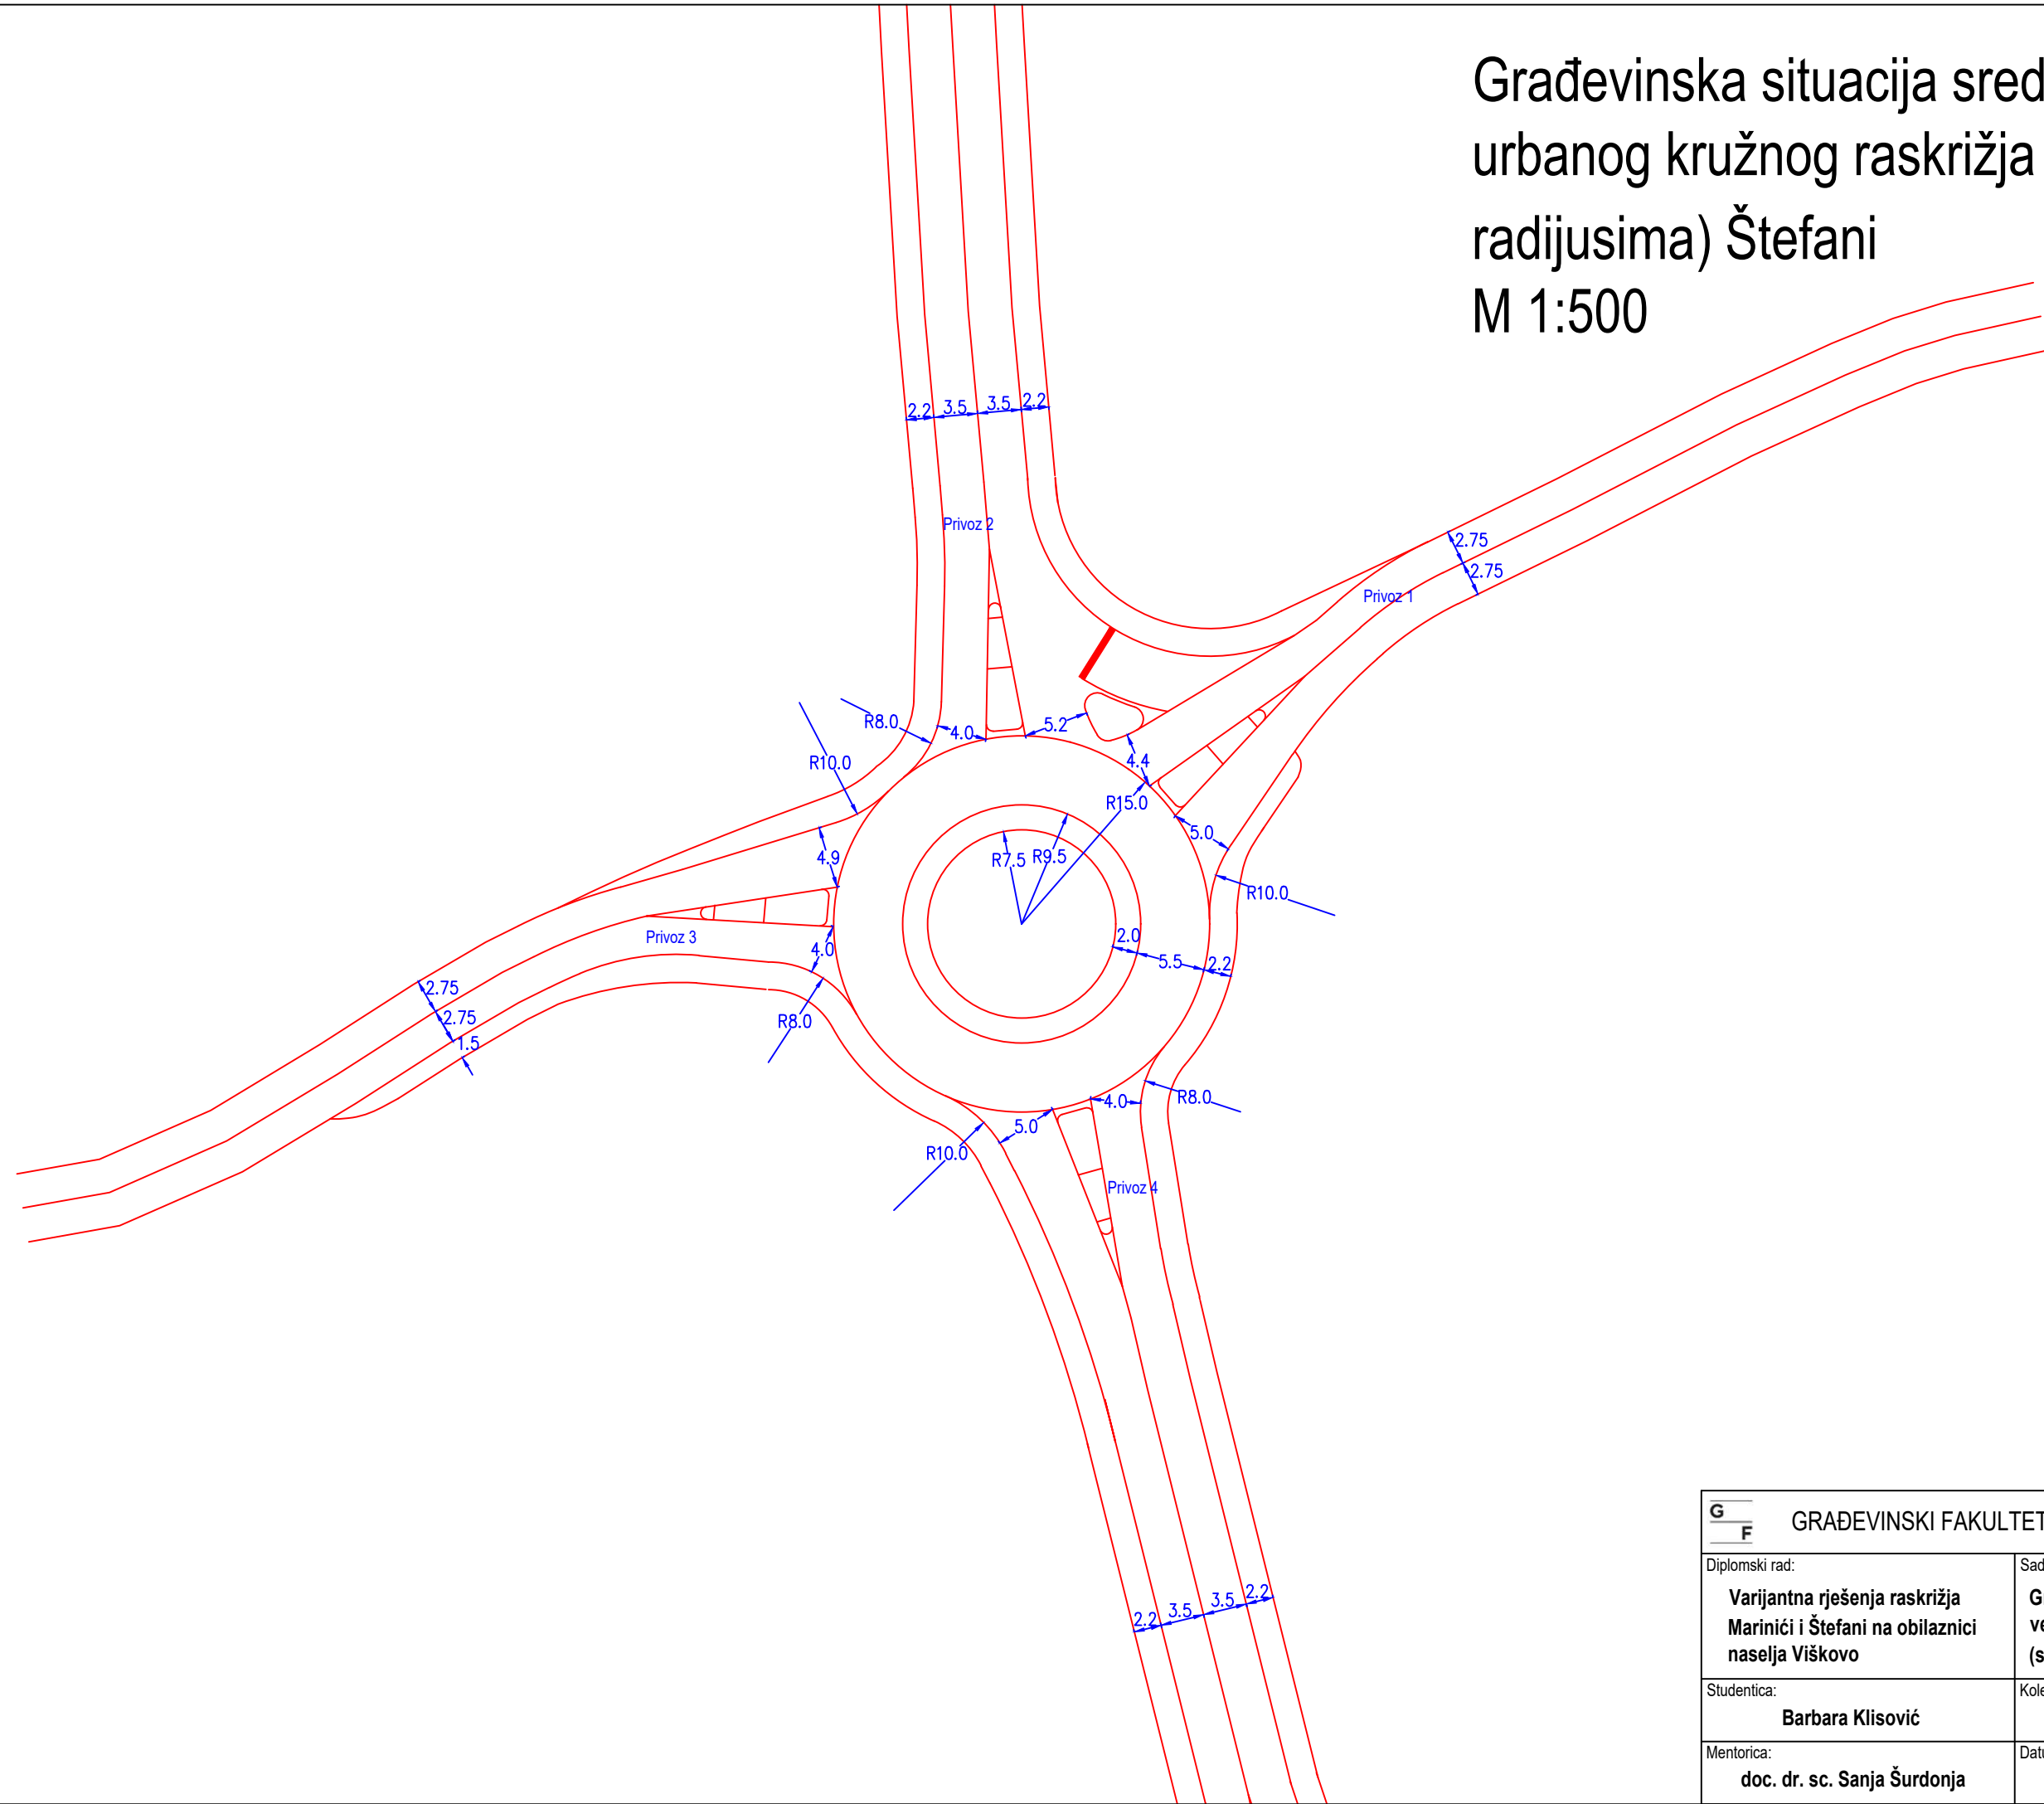 Građevinska situacija sred
urbanog kružnog raskrižja
radijusima) Štefani
M 1:500
2.2 3.5 3.5 2.2
Privoz 2
2.75
2.75
Privoz 1
R8.0
4.0
5.2
R10.0
4.4
R15.0
5.0
4.9
R7.5
R9.5
R10.0
Privoz 3
4.0
2.0
5.5
2.2
2.75
2.75
1.5
R8.0
4.0
R8.0
5.0
R10.0
Privoz 4
2.2 3.5 3.5 2.2
G
F
GRAĐEVINSKI FAKULTET
Diplomski rad:
Varijantna rješenja raskrižja
Marinići i Štefani na obilaznici
naselja Viškovo
Studentica:
Barbara Klisović
Mentorica:
doc. dr. sc. Sanja Šurdonja
Sad
G
ve
(s
Kole
Datu